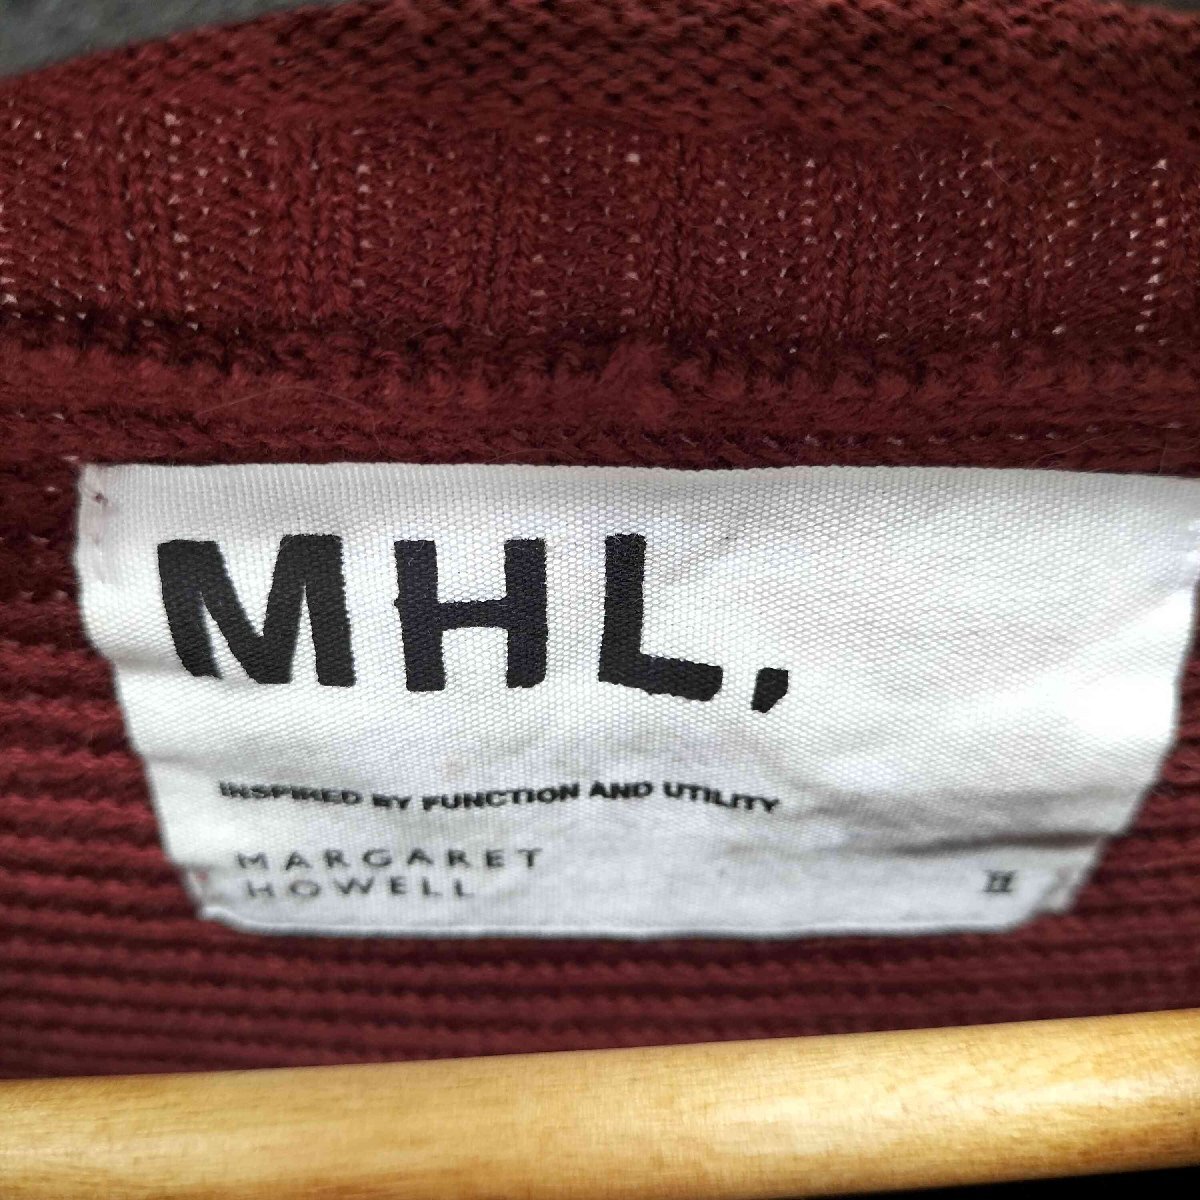 MHL.
INSPIRED BY FUNCTION AND UTILITY
MARGARET
HOWELL
II